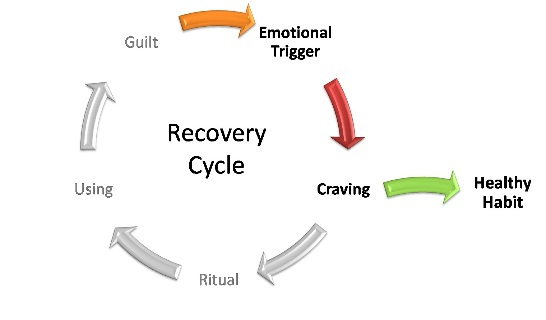 Guilt
Emotional
Trigger
Recovery
Cycle
Using
Craving
Healthy
Habit
Ritual